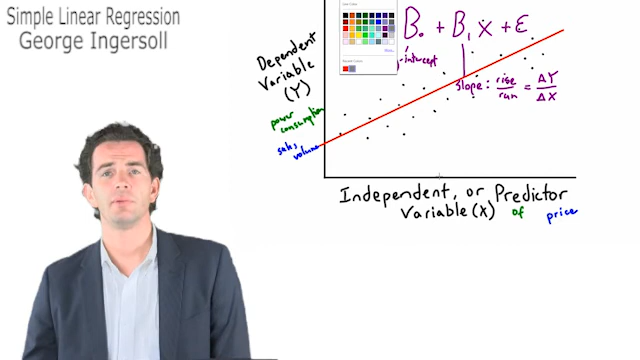 Simple Linear Regression
George Ingersoll
B₀ + B₁ x + ε
-intercept
slope: rise/run = ΔY/ΔX
Dependent
Variable
(Y)
power
consumption
sales
volume
Independent, or Predictor
Variable (X)
of
price